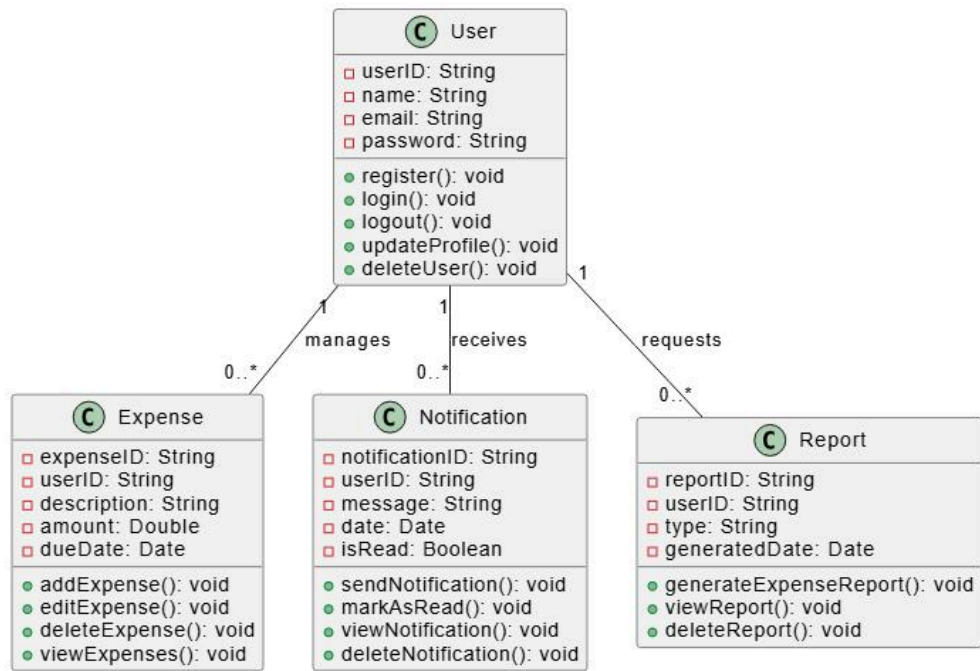 C User
userID: String
name: String
email: String
password: String
register(): void
login(): void
logout(): void
updateProfile(): void
deleteUser(): void
1
1
1
manages
receives
requests
0..*
0..*
0..*
C Expense
expenseID: String
userID: String
description: String
amount: Double
dueDate: Date
addExpense(): void
editExpense(): void
deleteExpense(): void
viewExpenses(): void
C Notification
notificationID: String
userID: String
message: String
date: Date
isRead: Boolean
sendNotification(): void
markAsRead(): void
viewNotification(): void
deleteNotification(): void
C Report
reportID: String
userID: String
type: String
generatedDate: Date
generateExpenseReport(): void
viewReport(): void
deleteReport(): void